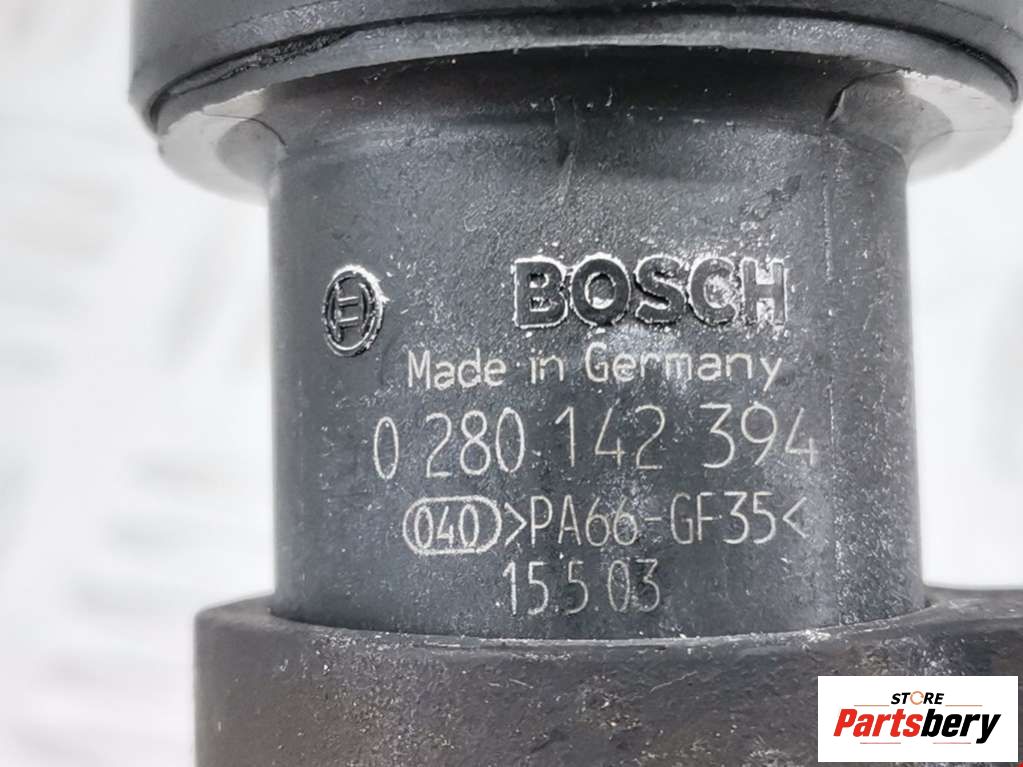 BOSCH
Made in Germany
0 280 142 394
040 >PA66-GF35<
15.5.03
STORE
Partsbery